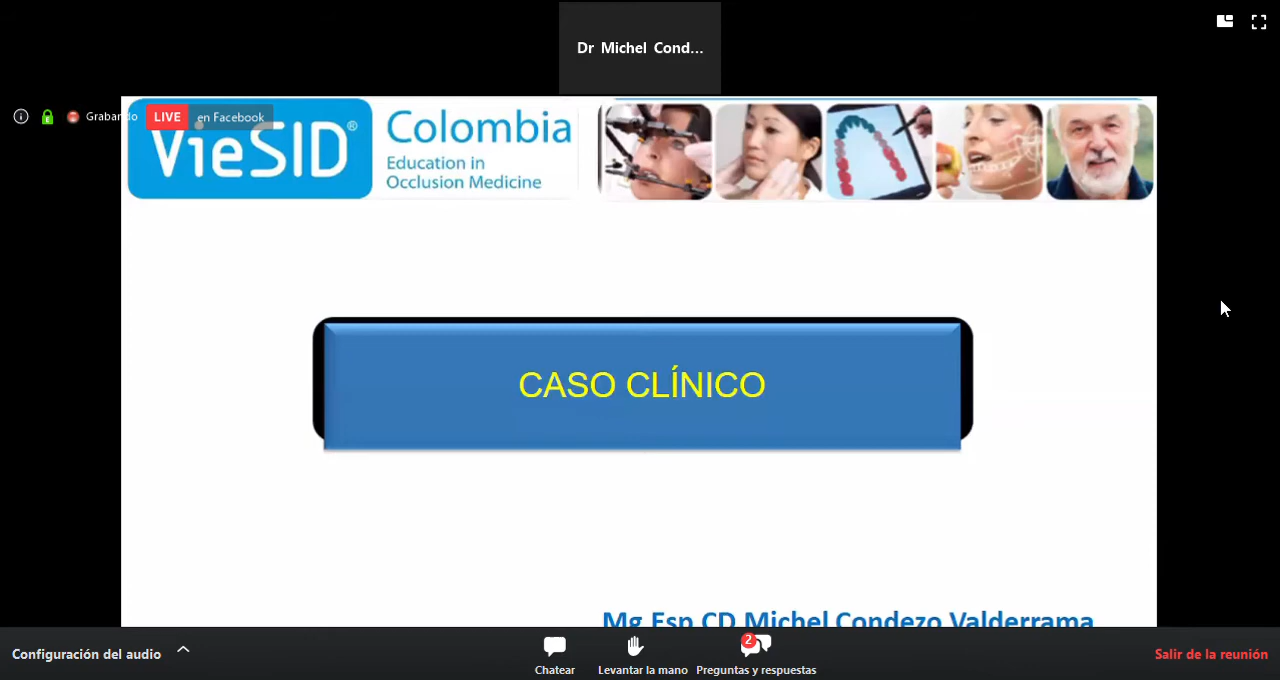 Dr Michel Cond...
Grabando
LIVE en Facebook
VieSID®
Colombia
Education in
Occlusion Medicine
CASO CLÍNICO
Mg Esp CD Michel Condezo Valderrama
Configuración del audio
Chatear
Levantar la mano
2
Preguntas y respuestas
Salir de la reunión